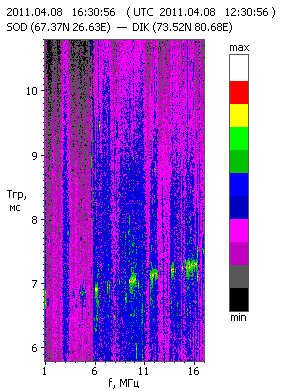 2011.04.08 16:30:56 (UTC 2011.04.08 12:30:56)
SOD (67.37N 26.63E) — DIK (73.52N 80.68E)
max
10
9
Tгр,
мс
8
7
6
min
1 6 11 16
f, МГц